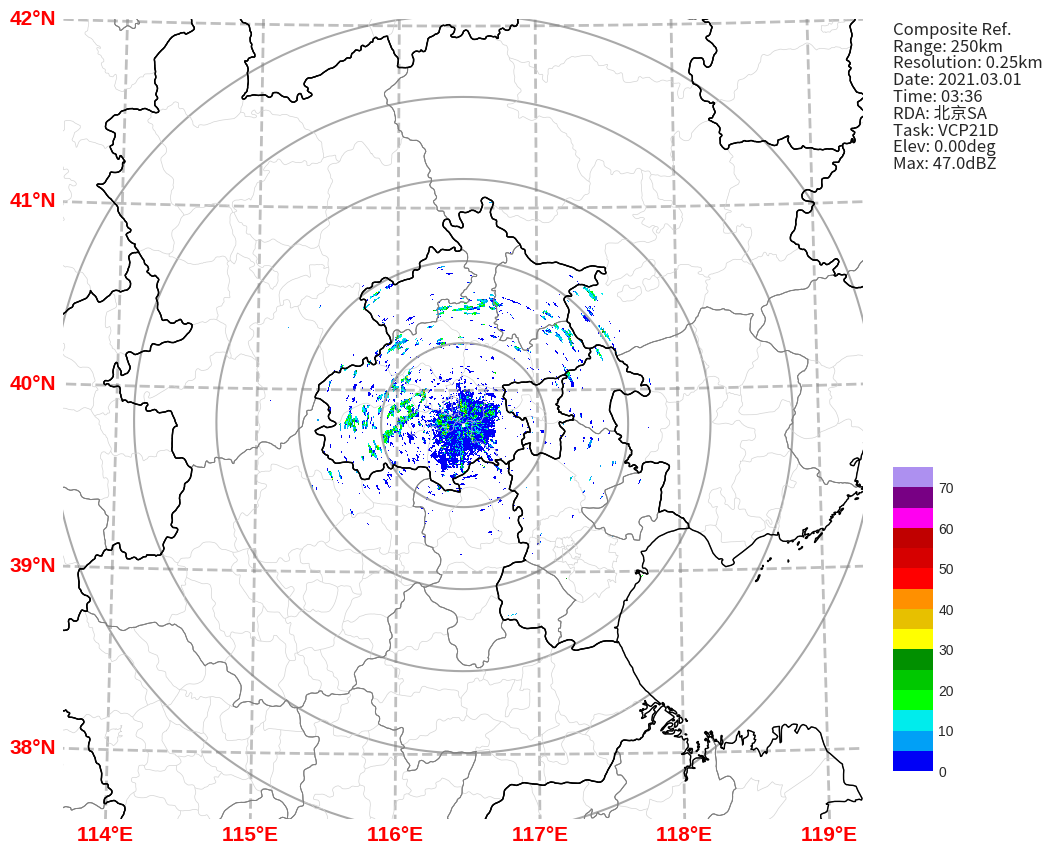 42°N
41°N
40°N
39°N
38°N
114°E
115°E
116°E
117°E
118°E
119°E
Composite Ref.
Range: 250km
Resolution: 0.25km
Date: 2021.03.01
Time: 03:36
RDA: 北京SA
Task: VCP21D
Elev: 0.00deg
Max: 47.0dBZ
70
60
50
40
30
20
10
0